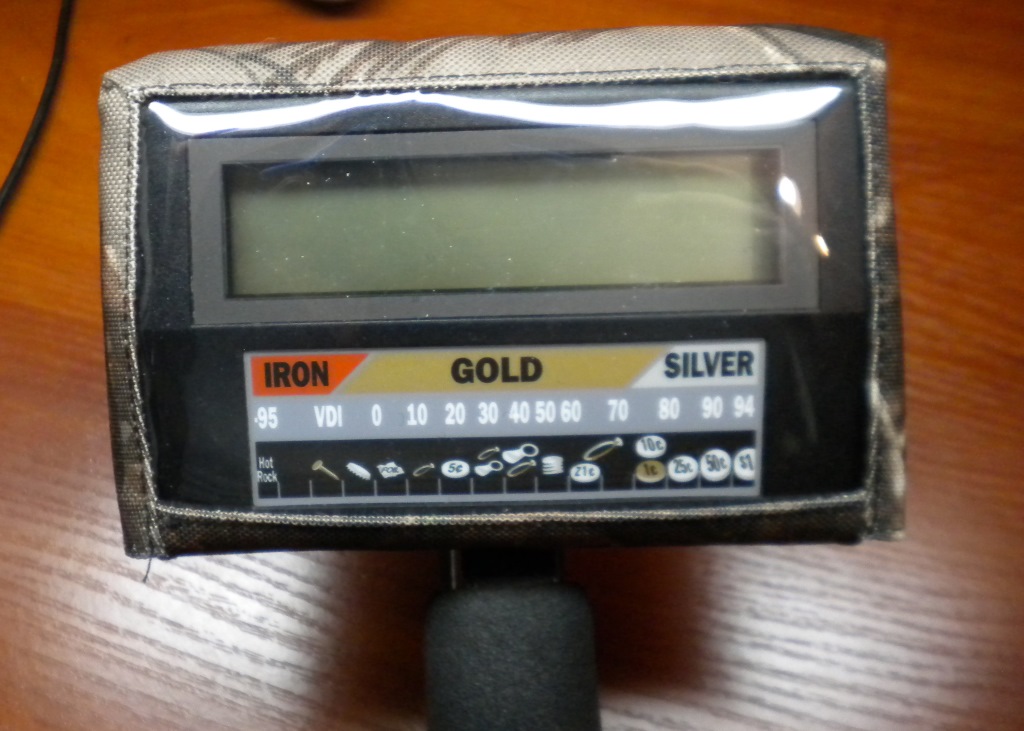 IRON GOLD SILVER
-95 VDI 0 10 20 30 40 50 60 70 80 90 94
10¢
Hot Rock FOIL 5¢ 21¢ 1¢ 25¢ 50¢ $1